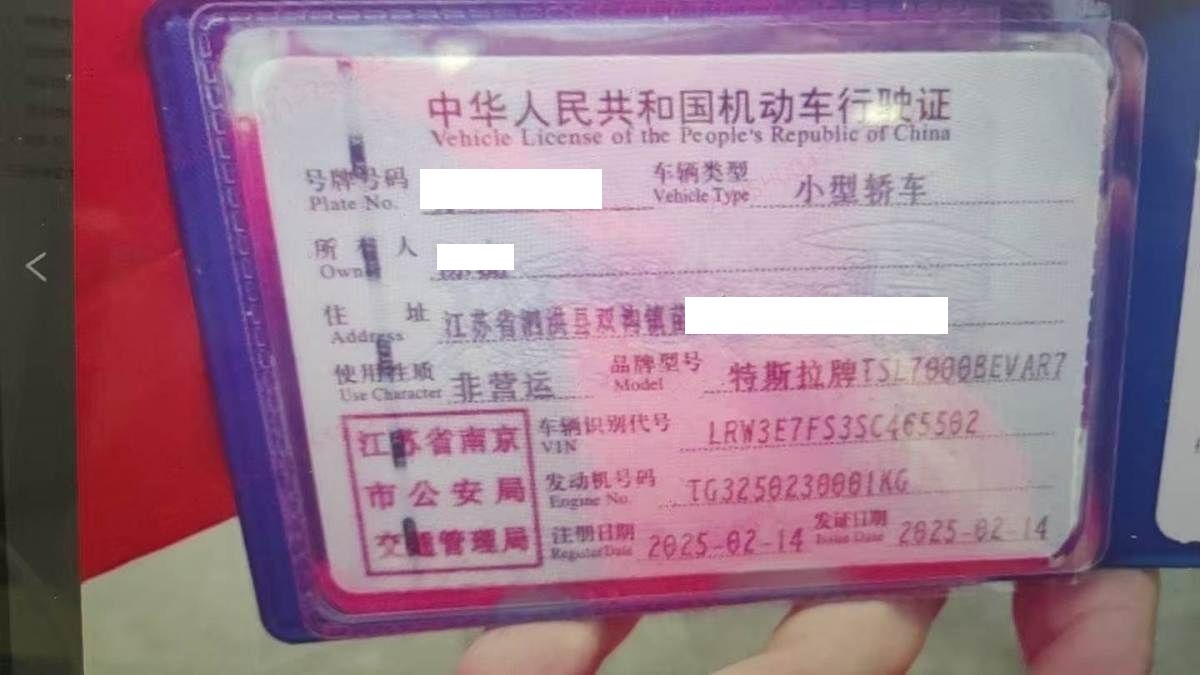 中华人民共和国机动车行驶证
Vehicle License of the People's Republic of China
号牌号码 车辆类型 小型轿车
Plate No. Vehicle Type
所有人
Owner
住址 江苏省泗洪县双沟镇
Address
使用性质 非营运 品牌型号 特斯拉牌TSL7000BEVAR7
Use Character Model
江苏省南京 车辆识别代号 LRW3E7FS3SC465502
VIN
市公安局 发动机号码 TG3250230001KG
Engine No.
交通管理局 注册日期 2025-02-14 发证日期 2025-02-14
Register Date Issue Date